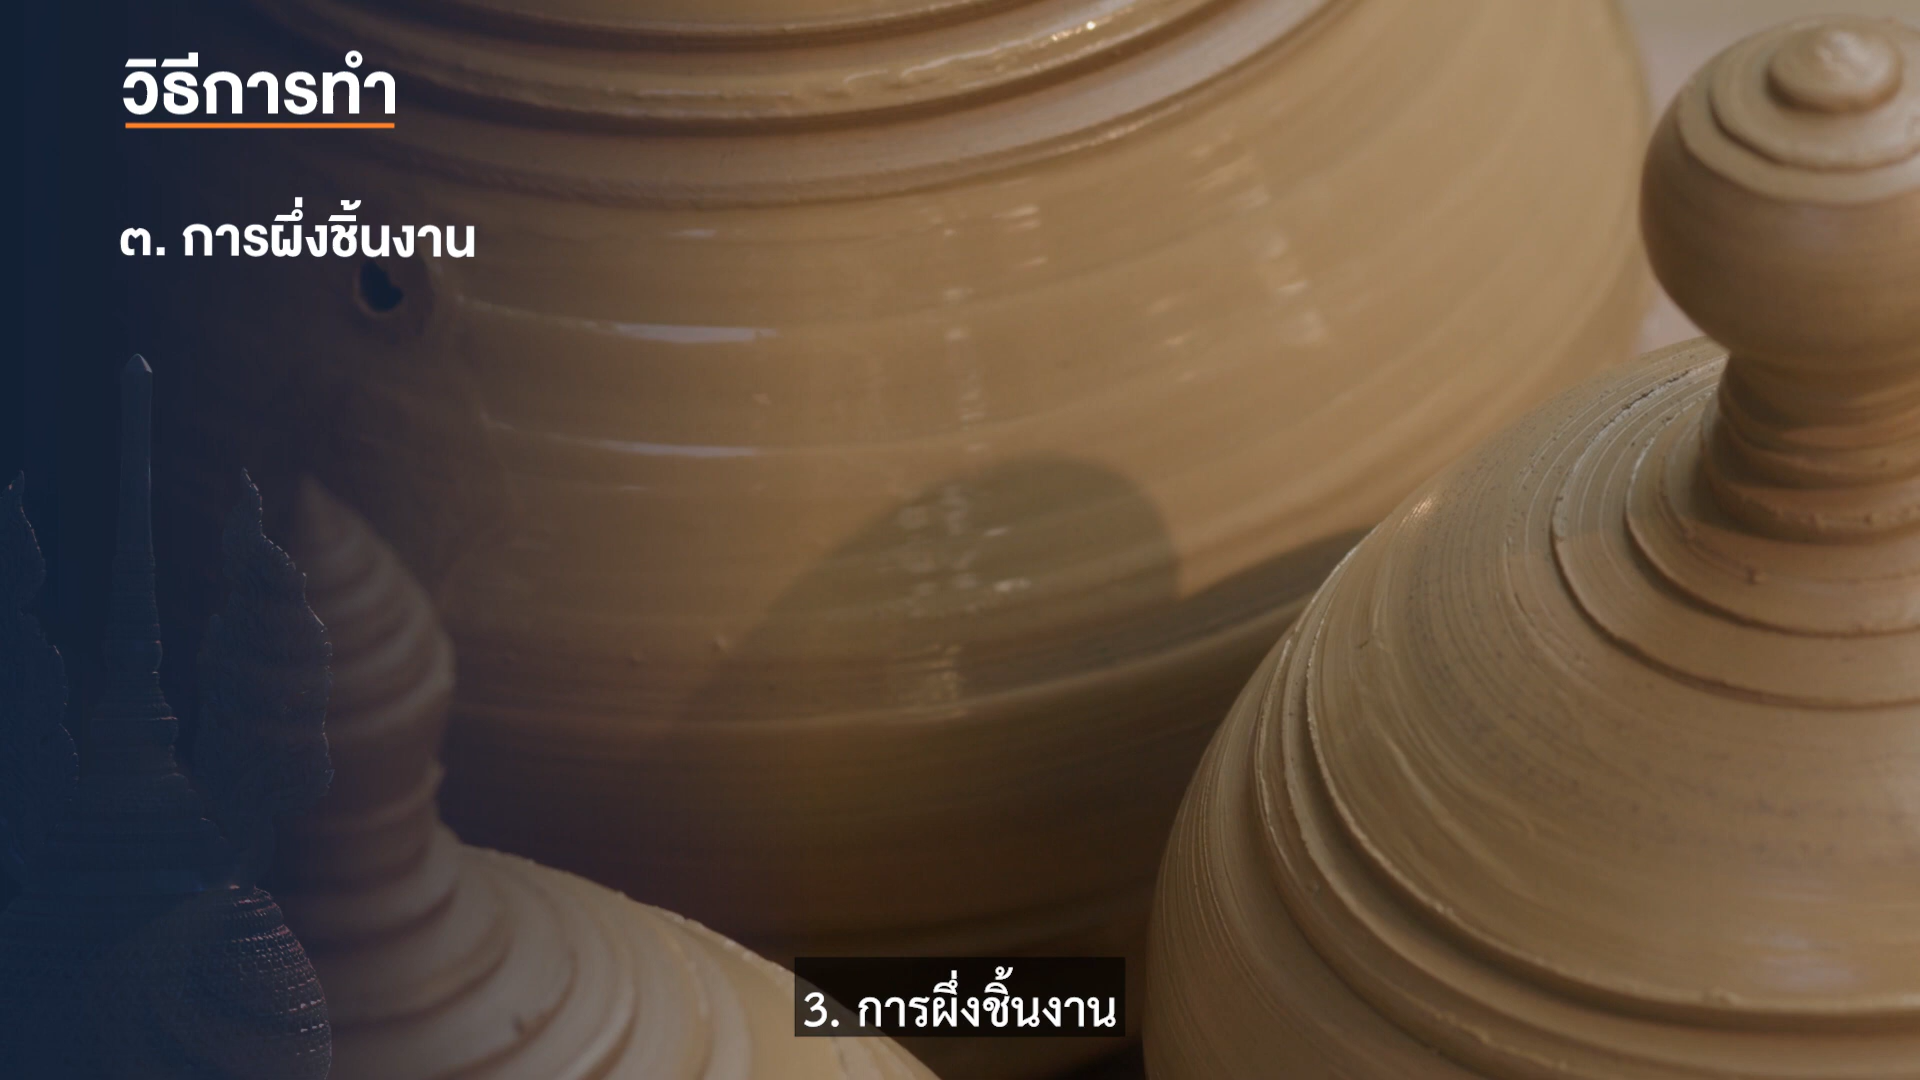 วิธีการทำ
๓. การผึ่งชิ้นงาน
3. การผึ่งชิ้นงาน